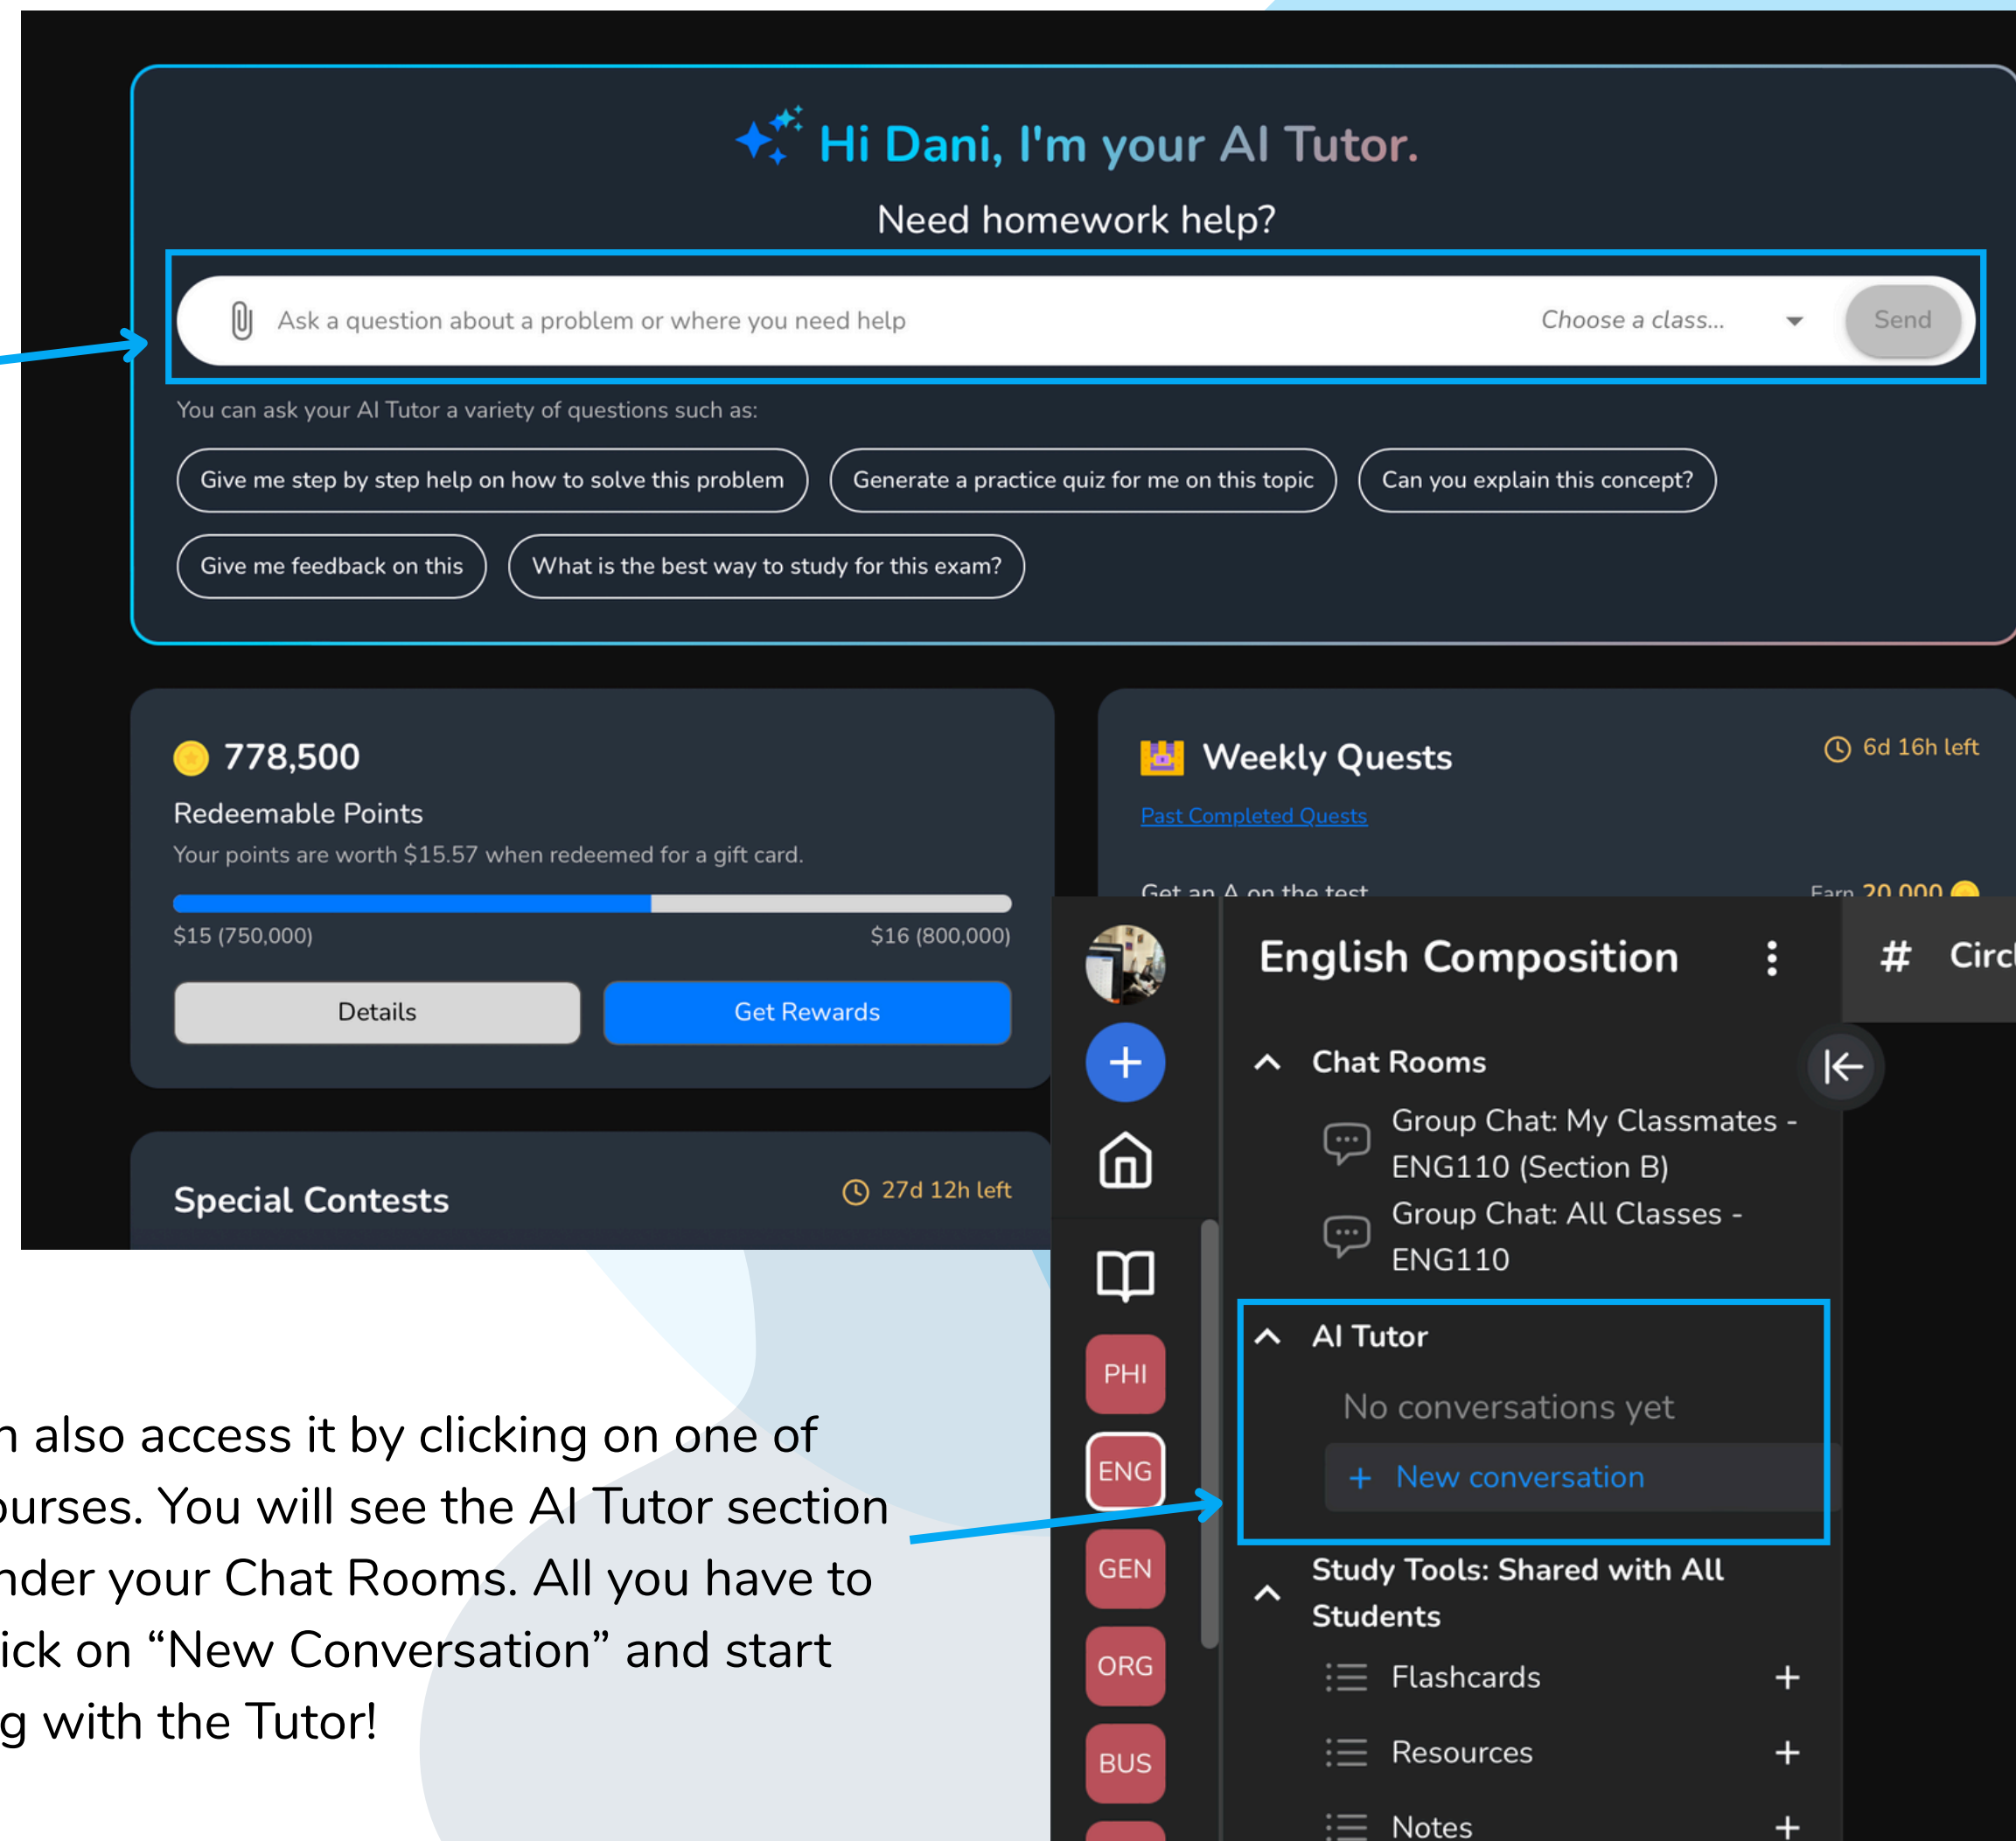 Hi Dani, I'm your AI Tutor.
Need homework help?
Ask a question about a problem or where you need help
Choose a class...
Send
You can ask your AI Tutor a variety of questions such as:
Give me step by step help on how to solve this problem
Generate a practice quiz for me on this topic
Can you explain this concept?
Give me feedback on this
What is the best way to study for this exam?
778,500
Redeemable Points
Your points are worth $15.57 when redeemed for a gift card.
$15 (750,000)
$16 (800,000)
Details
Get Rewards
Weekly Quests
6d 16h left
Past Completed Quests
Get an A on the test
Earn 20,000
Special Contests
27d 12h left
English Composition
# Circl
Chat Rooms
Group Chat: My Classmates -
ENG110 (Section B)
Group Chat: All Classes -
ENG110
AI Tutor
No conversations yet
+ New conversation
Study Tools: Shared with All
Students
Flashcards +
Resources +
Notes +
PHI
ENG
GEN
ORG
BUS
n also access it by clicking on one of
ourses. You will see the AI Tutor section
nder your Chat Rooms. All you have to
ick on “New Conversation” and start
g with the Tutor!